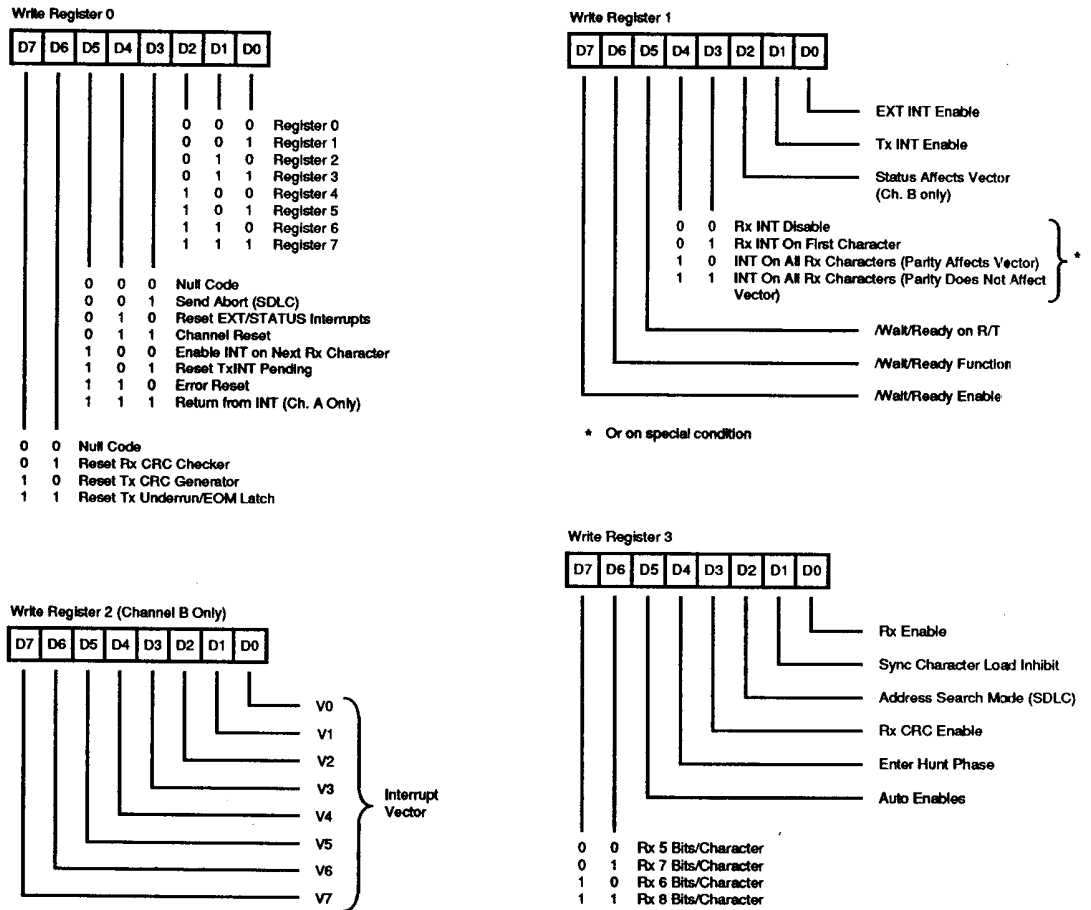 Write Register 0
D7 D6 D5 D4 D3 D2 D1 D0
0 0 0 Register 0
0 0 1 Register 1
0 1 0 Register 2
0 1 1 Register 3
1 0 0 Register 4
1 0 1 Register 5
1 1 0 Register 6
1 1 1 Register 7
0 0 0 Null Code
0 0 1 Send Abort (SDLC)
0 1 0 Reset EXT/STATUS Interrupts
0 1 1 Channel Reset
1 0 0 Enable INT on Next Rx Character
1 0 1 Reset TxINT Pending
1 1 0 Error Reset
1 1 1 Return from INT (Ch. A Only)
0 0 Null Code
0 1 Reset Rx CRC Checker
1 0 Reset Tx CRC Generator
1 1 Reset Tx Underrun/EOM Latch
Write Register 1
D7 D6 D5 D4 D3 D2 D1 D0
EXT INT Enable
Tx INT Enable
Status Affects Vector
(Ch. B only)
0 0 Rx INT Disable
0 1 Rx INT On First Character
1 0 INT On All Rx Characters (Parity Affects Vector)
1 1 INT On All Rx Characters (Parity Does Not Affect
Vector)
*
/Wait/Ready on R/T
/Wait/Ready Function
/Wait/Ready Enable
* Or on special condition
Write Register 2 (Channel B Only)
D7 D6 D5 D4 D3 D2 D1 D0
V0
V1
V2
V3
V4
V5
V6
V7
Interrupt
Vector
Write Register 3
D7 D6 D5 D4 D3 D2 D1 D0
Rx Enable
Sync Character Load Inhibit
Address Search Mode (SDLC)
Rx CRC Enable
Enter Hunt Phase
Auto Enables
0 0 Rx 5 Bits/Character
0 1 Rx 7 Bits/Character
1 0 Rx 6 Bits/Character
1 1 Rx 8 Bits/Character